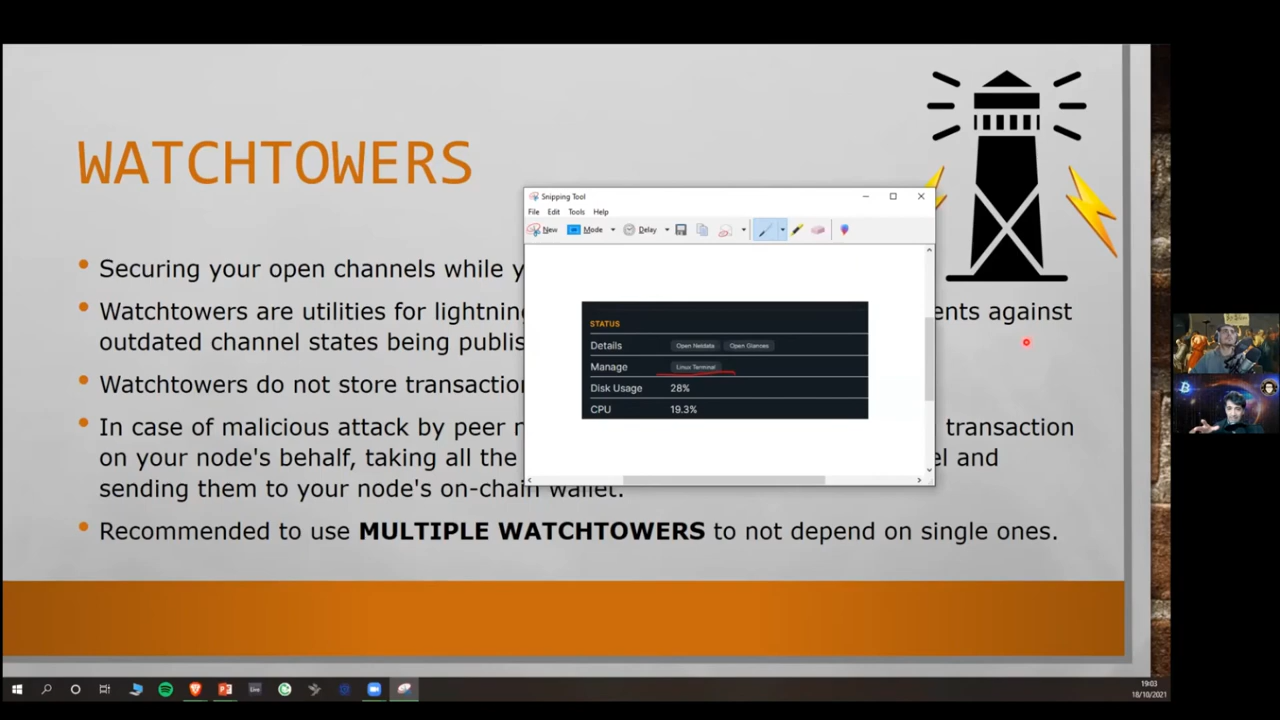 WATCHTOWERS
Securing your open channels while y
Watchtowers are utilities for lightning
ents against
outdated channel states being publis
Watchtowers do not store transaction
In case of malicious attack by peer n
transaction
on your node's behalf, taking all the
el and
sending them to your node's on-chain wallet.
Recommended to use MULTIPLE WATCHTOWERS to not depend on single ones.
Snipping Tool
File Edit Tools Help
New Mode Delay
STATUS
Details Open Netdata Open Glances
Manage Linux Terminal
Disk Usage 28%
CPU 19.3%
Live
19:03
18/10/2021